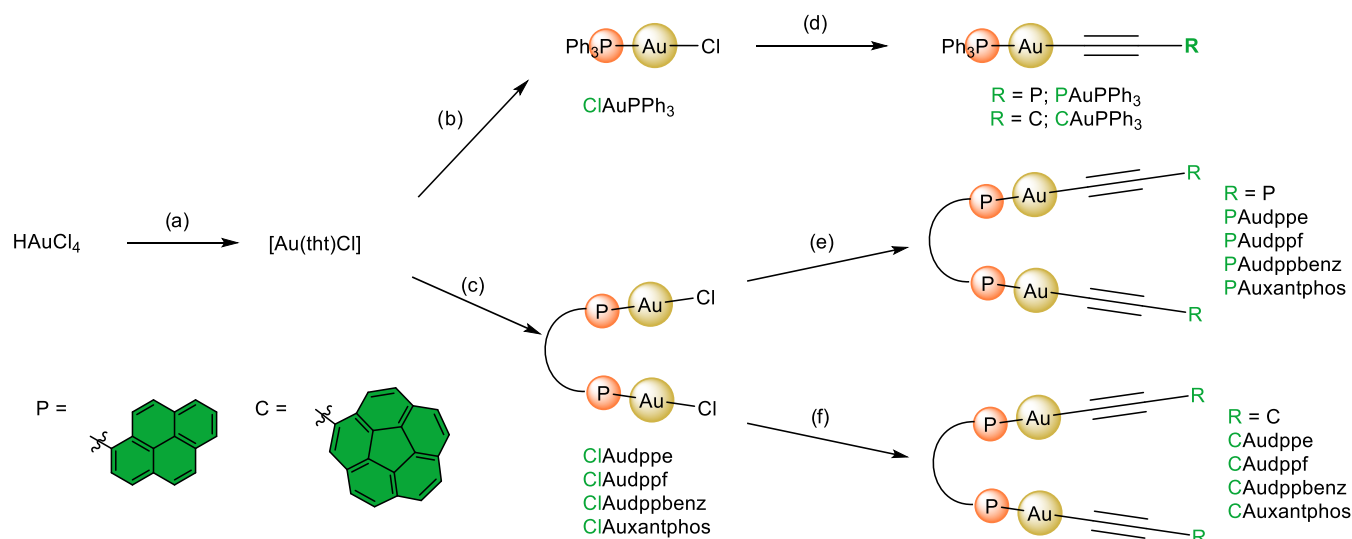 (d)
Ph3P Au Cl
Ph3P Au R
ClAuPPh3
R = P; PAuPPh3
R = C; CAuPPh3
(b)
(a)
HAuCl4
[Au(tht)Cl]
(c)
P Au Cl
P Au Cl
(e)
P Au R
P Au R
R = P
PAudppe
PAudppf
PAudppbenz
PAuxantphos
P =
C =
ClAudppe
ClAudppf
ClAudppbenz
ClAuxantphos
(f)
P Au R
P Au R
R = C
CAudppe
CAudppf
CAudppbenz
CAuxantphos